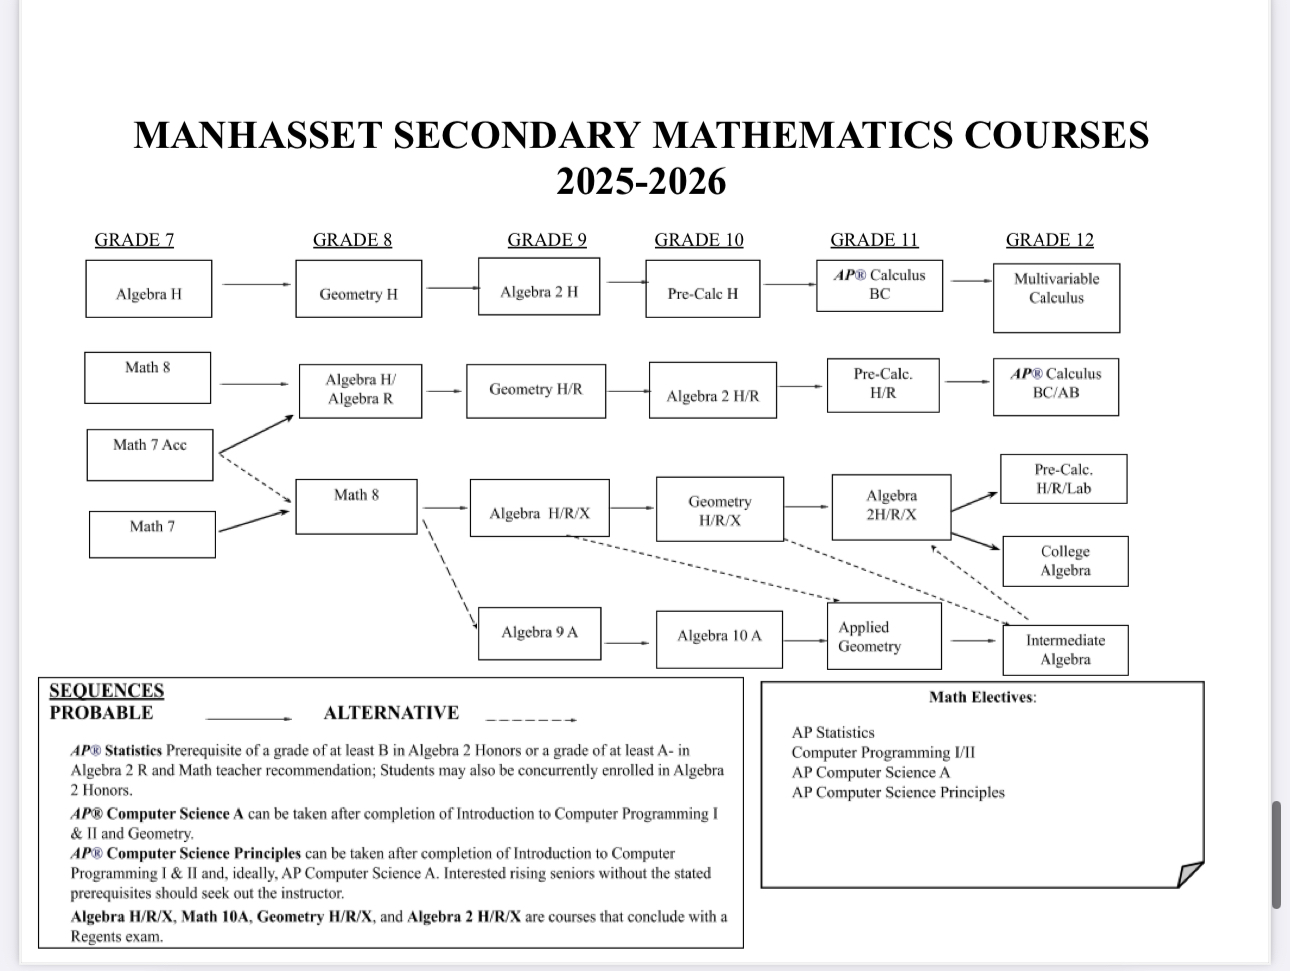 MANHASSET SECONDARY MATHEMATICS COURSES
2025-2026
GRADE 7
GRADE 8
GRADE 9
GRADE 10
GRADE 11
GRADE 12
Algebra H
Geometry H
Algebra 2 H
Pre-Calc H
AP® Calculus
BC
Multivariable
Calculus
Math 8
Algebra H/
Algebra R
Geometry H/R
Algebra 2 H/R
Pre-Calc.
H/R
AP® Calculus
BC/AB
Math 7 Acc
Math 7
Math 8
Algebra H/R/X
Geometry
H/R/X
Algebra
2H/R/X
Pre-Calc.
H/R/Lab
College
Algebra
Algebra 9 A
Algebra 10 A
Applied
Geometry
Intermediate
Algebra
SEQUENCES
PROBABLE
ALTERNATIVE
AP® Statistics Prerequisite of a grade of at least B in Algebra 2 Honors or a grade of at least A- in
Algebra 2 R and Math teacher recommendation; Students may also be concurrently enrolled in Algebra
2 Honors.
AP® Computer Science A can be taken after completion of Introduction to Computer Programming I
& II and Geometry.
AP® Computer Science Principles can be taken after completion of Introduction to Computer
Programming I & II and, ideally, AP Computer Science A. Interested rising seniors without the stated
prerequisites should seek out the instructor.
Algebra H/R/X, Math 10A, Geometry H/R/X, and Algebra 2 H/R/X are courses that conclude with a
Regents exam.
Math Electives:
AP Statistics
Computer Programming I/II
AP Computer Science A
AP Computer Science Principles